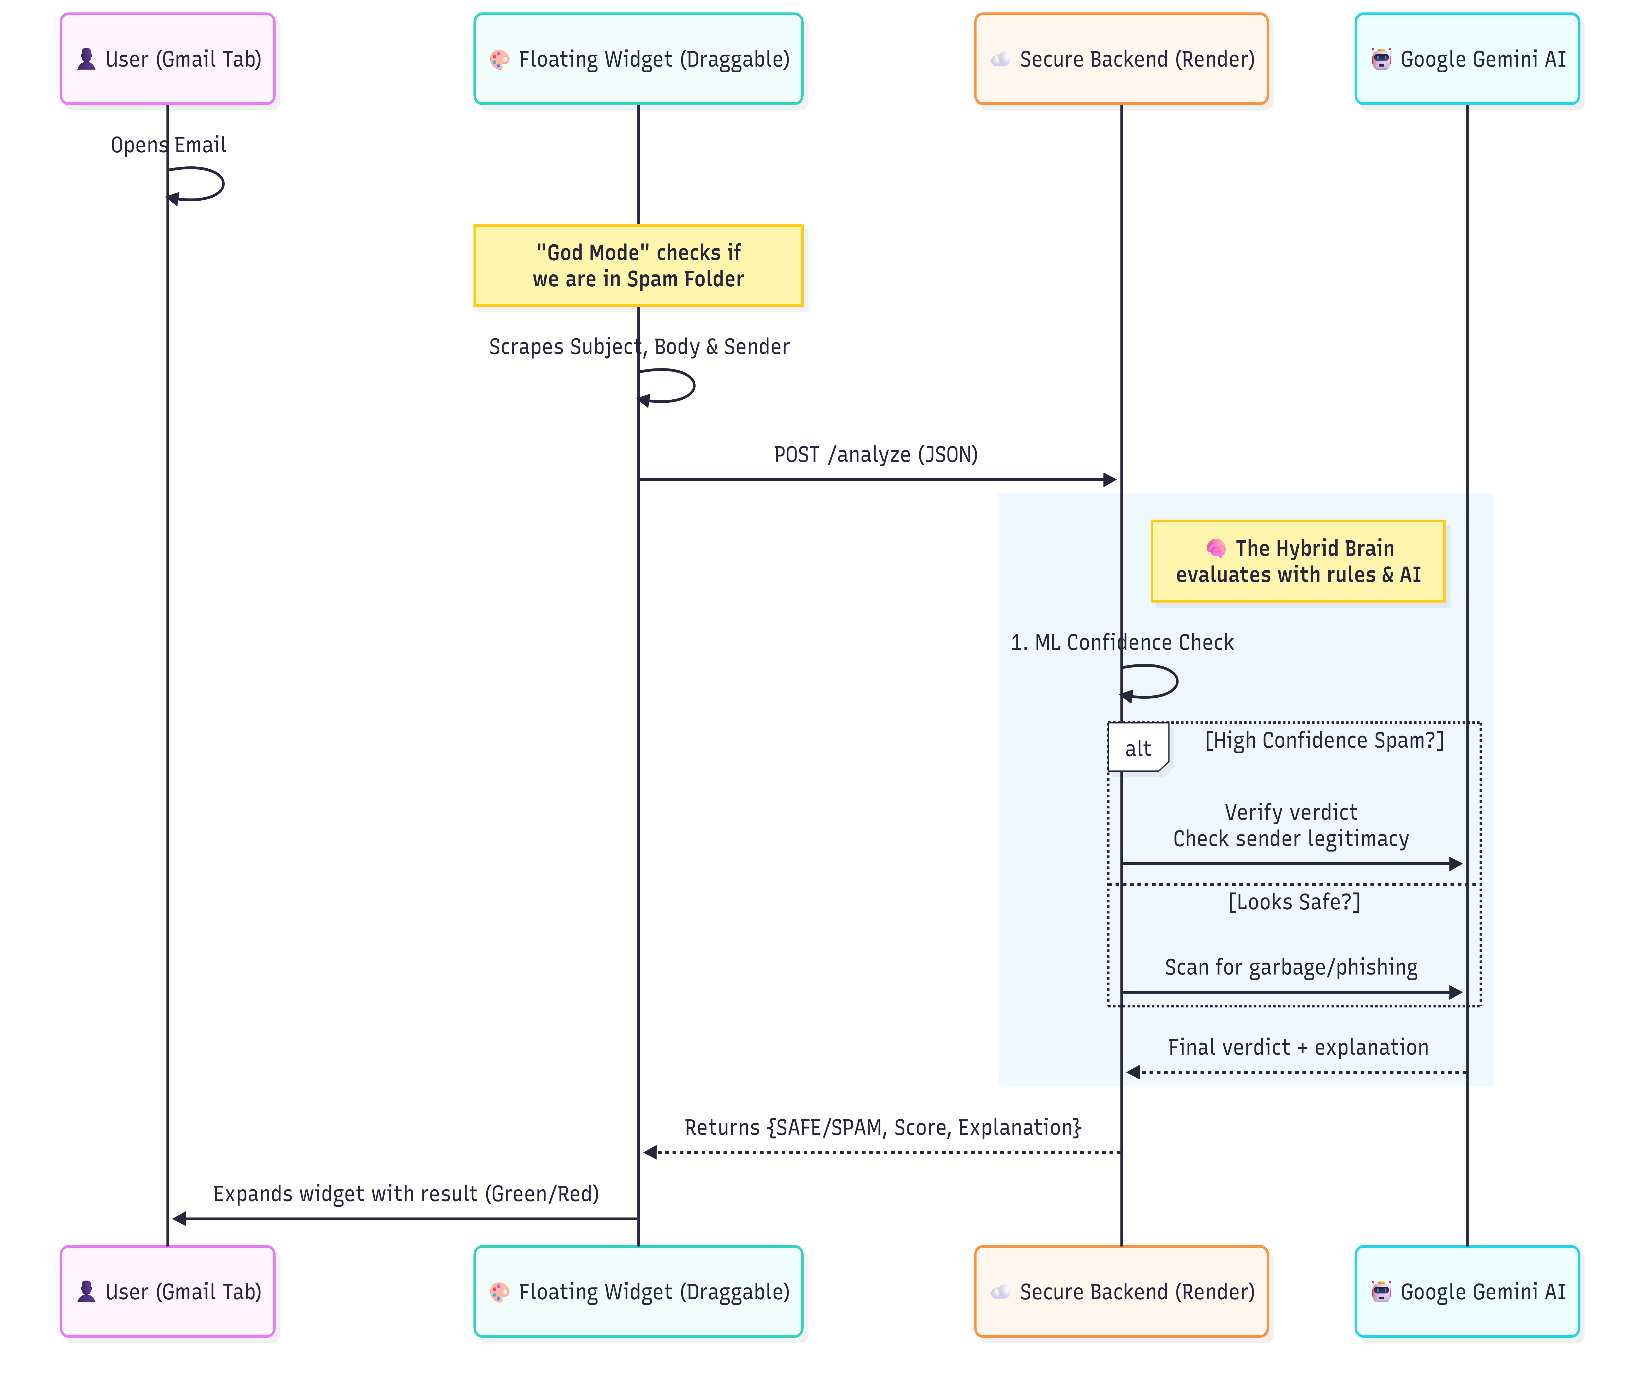 👤 User (Gmail Tab)
🎨 Floating Widget (Draggable)
☁️ Secure Backend (Render)
🤖 Google Gemini AI
Opens Email
"God Mode" checks if
we are in Spam Folder
Scrapes Subject, Body & Sender
POST /analyze (JSON)
🧠 The Hybrid Brain
evaluates with rules & AI
1. ML Confidence Check
alt
[High Confidence Spam?]
Verify verdict
Check sender legitimacy
[Looks Safe?]
Scan for garbage/phishing
Final verdict + explanation
Returns {SAFE/SPAM, Score, Explanation}
Expands widget with result (Green/Red)
👤 User (Gmail Tab)
🎨 Floating Widget (Draggable)
☁️ Secure Backend (Render)
🤖 Google Gemini AI